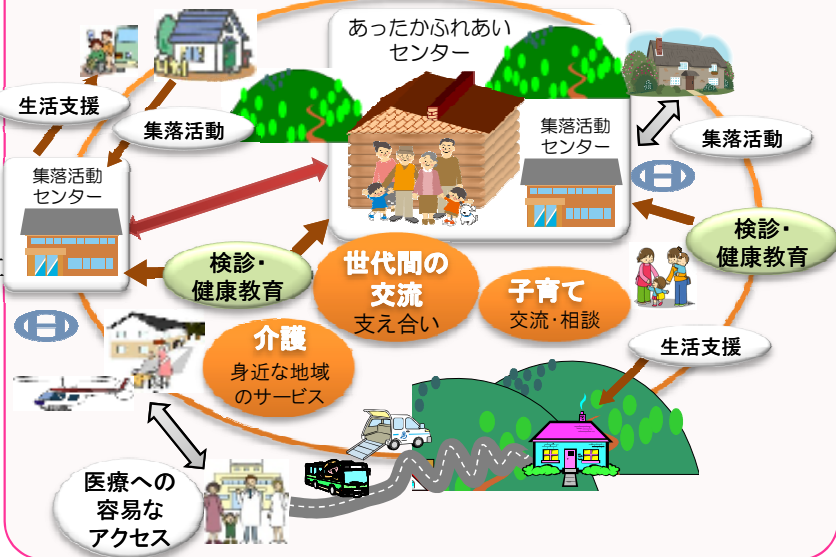 あったかふれあい
センター
生活支援
集落活動
集落活動
センター
集落活動
集落活動
センター
検診・
健康教育
検診・
健康教育
世代間の
交流
支え合い
子育て
交流・相談
介護
身近な地域
のサービス
生活支援
医療への
容易な
アクセス